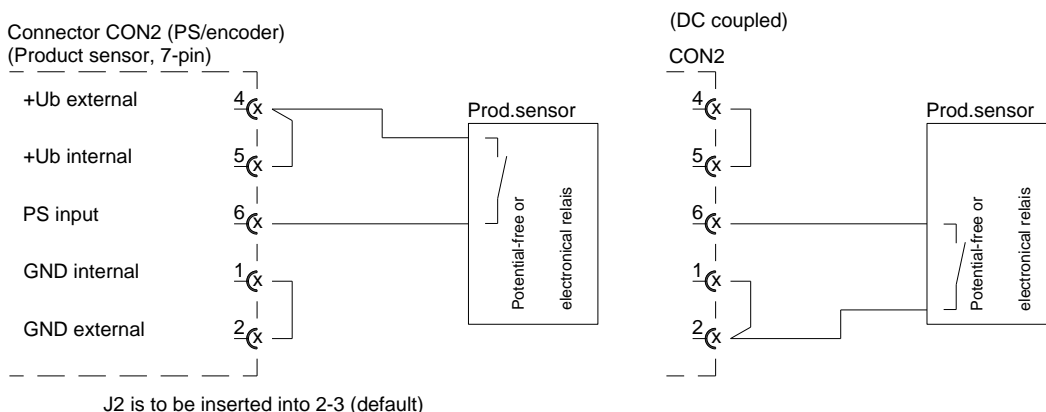 Connector CON2 (PS/encoder)
(Product sensor, 7-pin)
+Ub external
4
x
+Ub internal
5
x
PS input
6
x
GND internal
1
x
GND external
2
x
Prod.sensor
Potential-free or
electronical relais
J2 is to be inserted into 2-3 (default)
(DC coupled)
CON2
4
x
5
x
6
x
1
x
2
x
Prod.sensor
Potential-free or
electronical relais